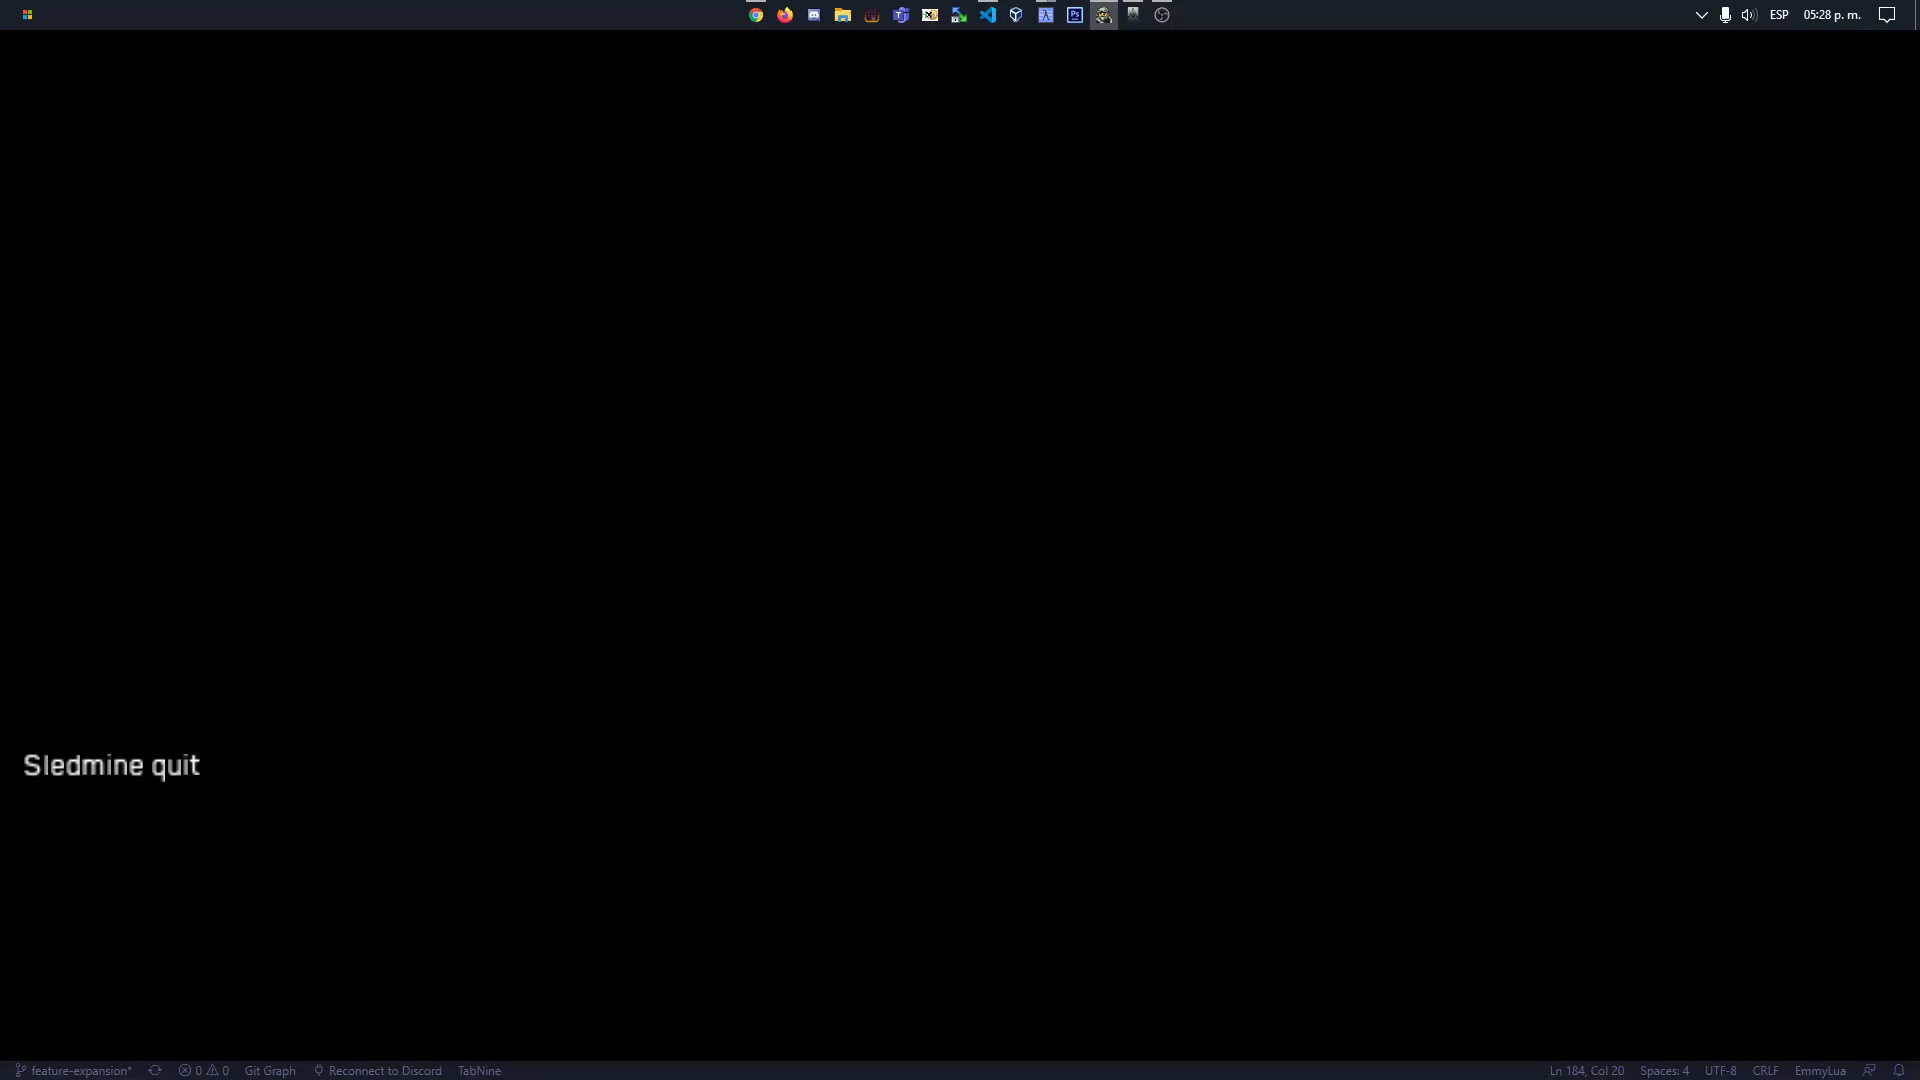 ESP 05:28 p. m.
Sledmine quit
feature-expansion* 0 0 Git Graph Reconnect to Discord TabNine Ln 184, Col 20 Spaces: 4 UTF-8 CRLF EmmyLua